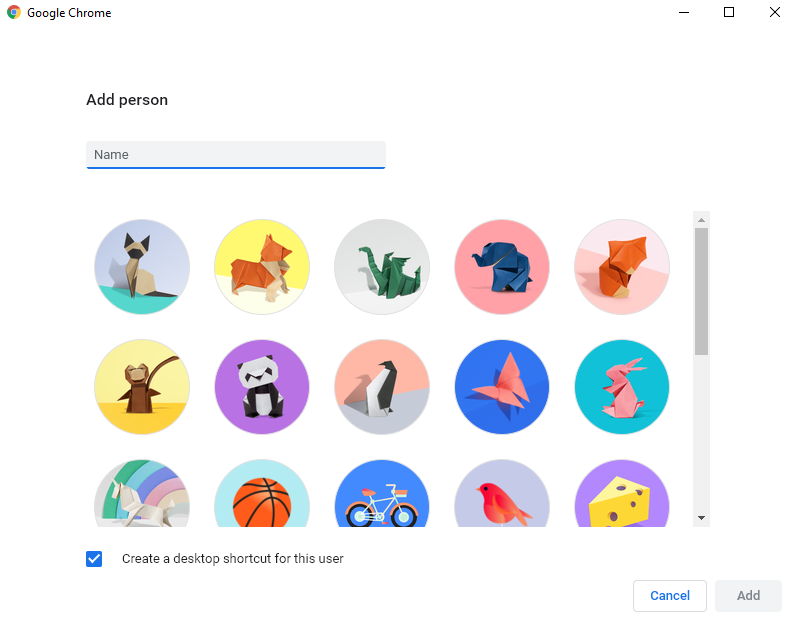 Google Chrome
Add person
Name
Create a desktop shortcut for this user
Cancel
Add